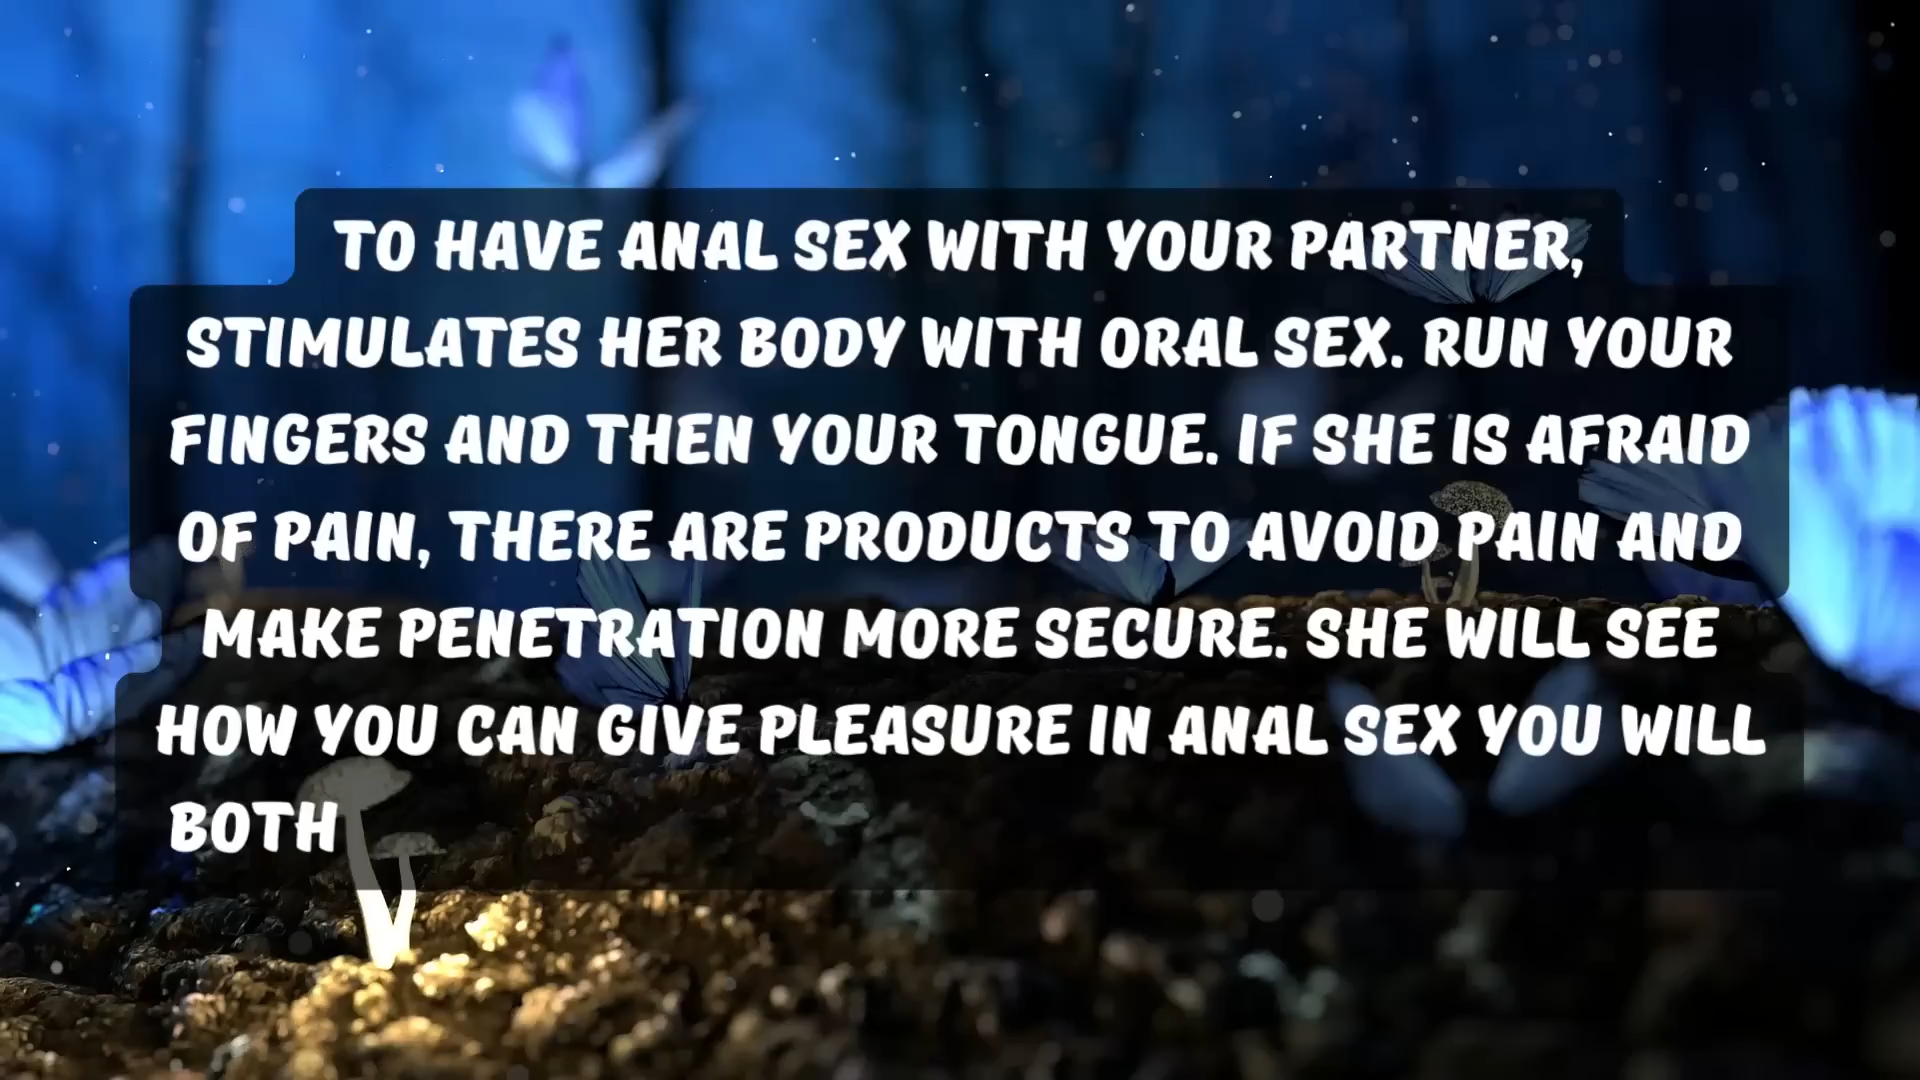 TO HAVE ANAL SEX WITH YOUR PARTNER,
STIMULATES HER BODY WITH ORAL SEX. RUN YOUR
FINGERS AND THEN YOUR TONGUE. IF SHE IS AFRAID
OF PAIN, THERE ARE PRODUCTS TO AVOID PAIN AND
MAKE PENETRATION MORE SECURE. SHE WILL SEE
HOW YOU CAN GIVE PLEASURE IN ANAL SEX YOU WILL
BOTH